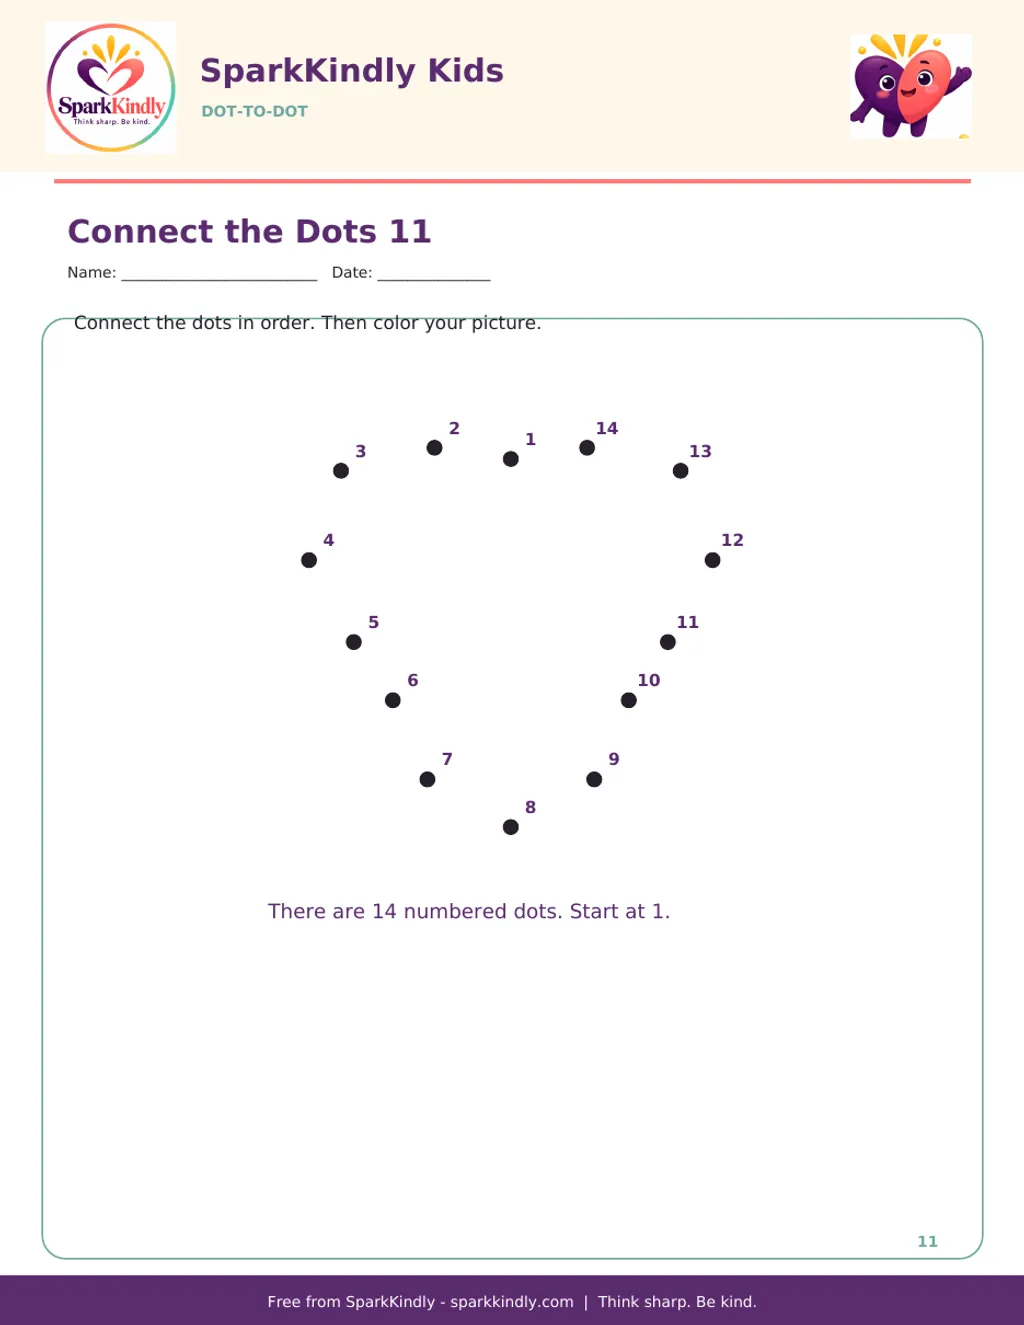 SparkKindly
Think sharp. Be kind.
SparkKindly Kids
DOT-TO-DOT
Connect the Dots 11
Name: __________________________ Date: _______________
Connect the dots in order. Then color your picture.
2
1
14
3
13
4
12
5
11
6
10
7
9
8
There are 14 numbered dots. Start at 1.
11
Free from SparkKindly - sparkkindly.com | Think sharp. Be kind.